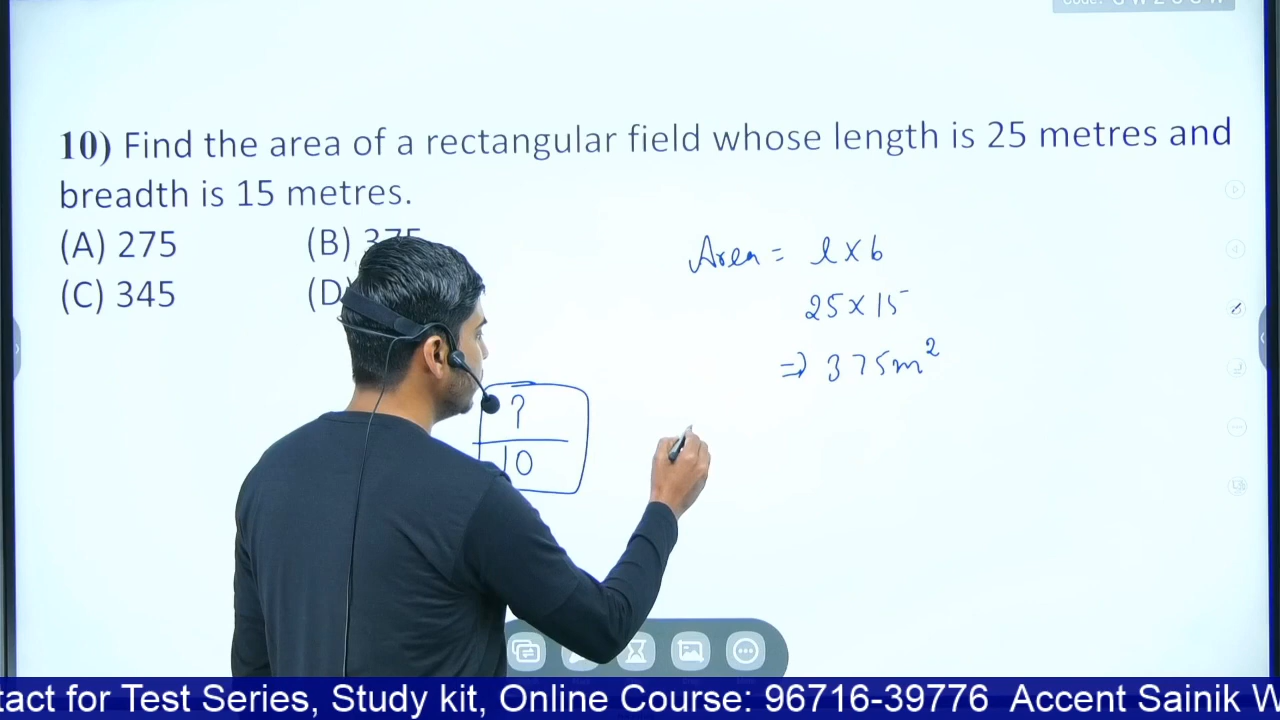 10) Find the area of a rectangular field whose length is 25 metres and
breadth is 15 metres.
(A) 275 (B) 375
(C) 345 (D)
Area = l x b
25 x 15
⇒ 375m²
?
10
tact for Test Series, Study kit, Online Course: 96716-39776 Accent Sainik W